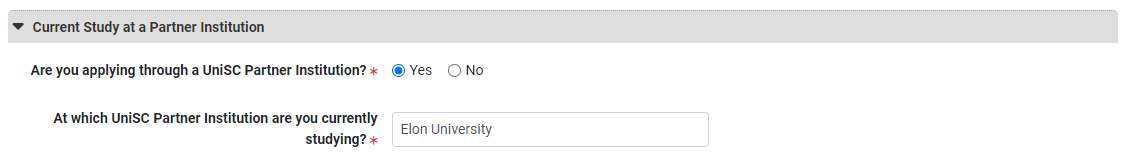 Current Study at a Partner Institution
Are you applying through a UniSC Partner Institution?* Yes No
At which UniSC Partner Institution are you currently
studying?* Elon University